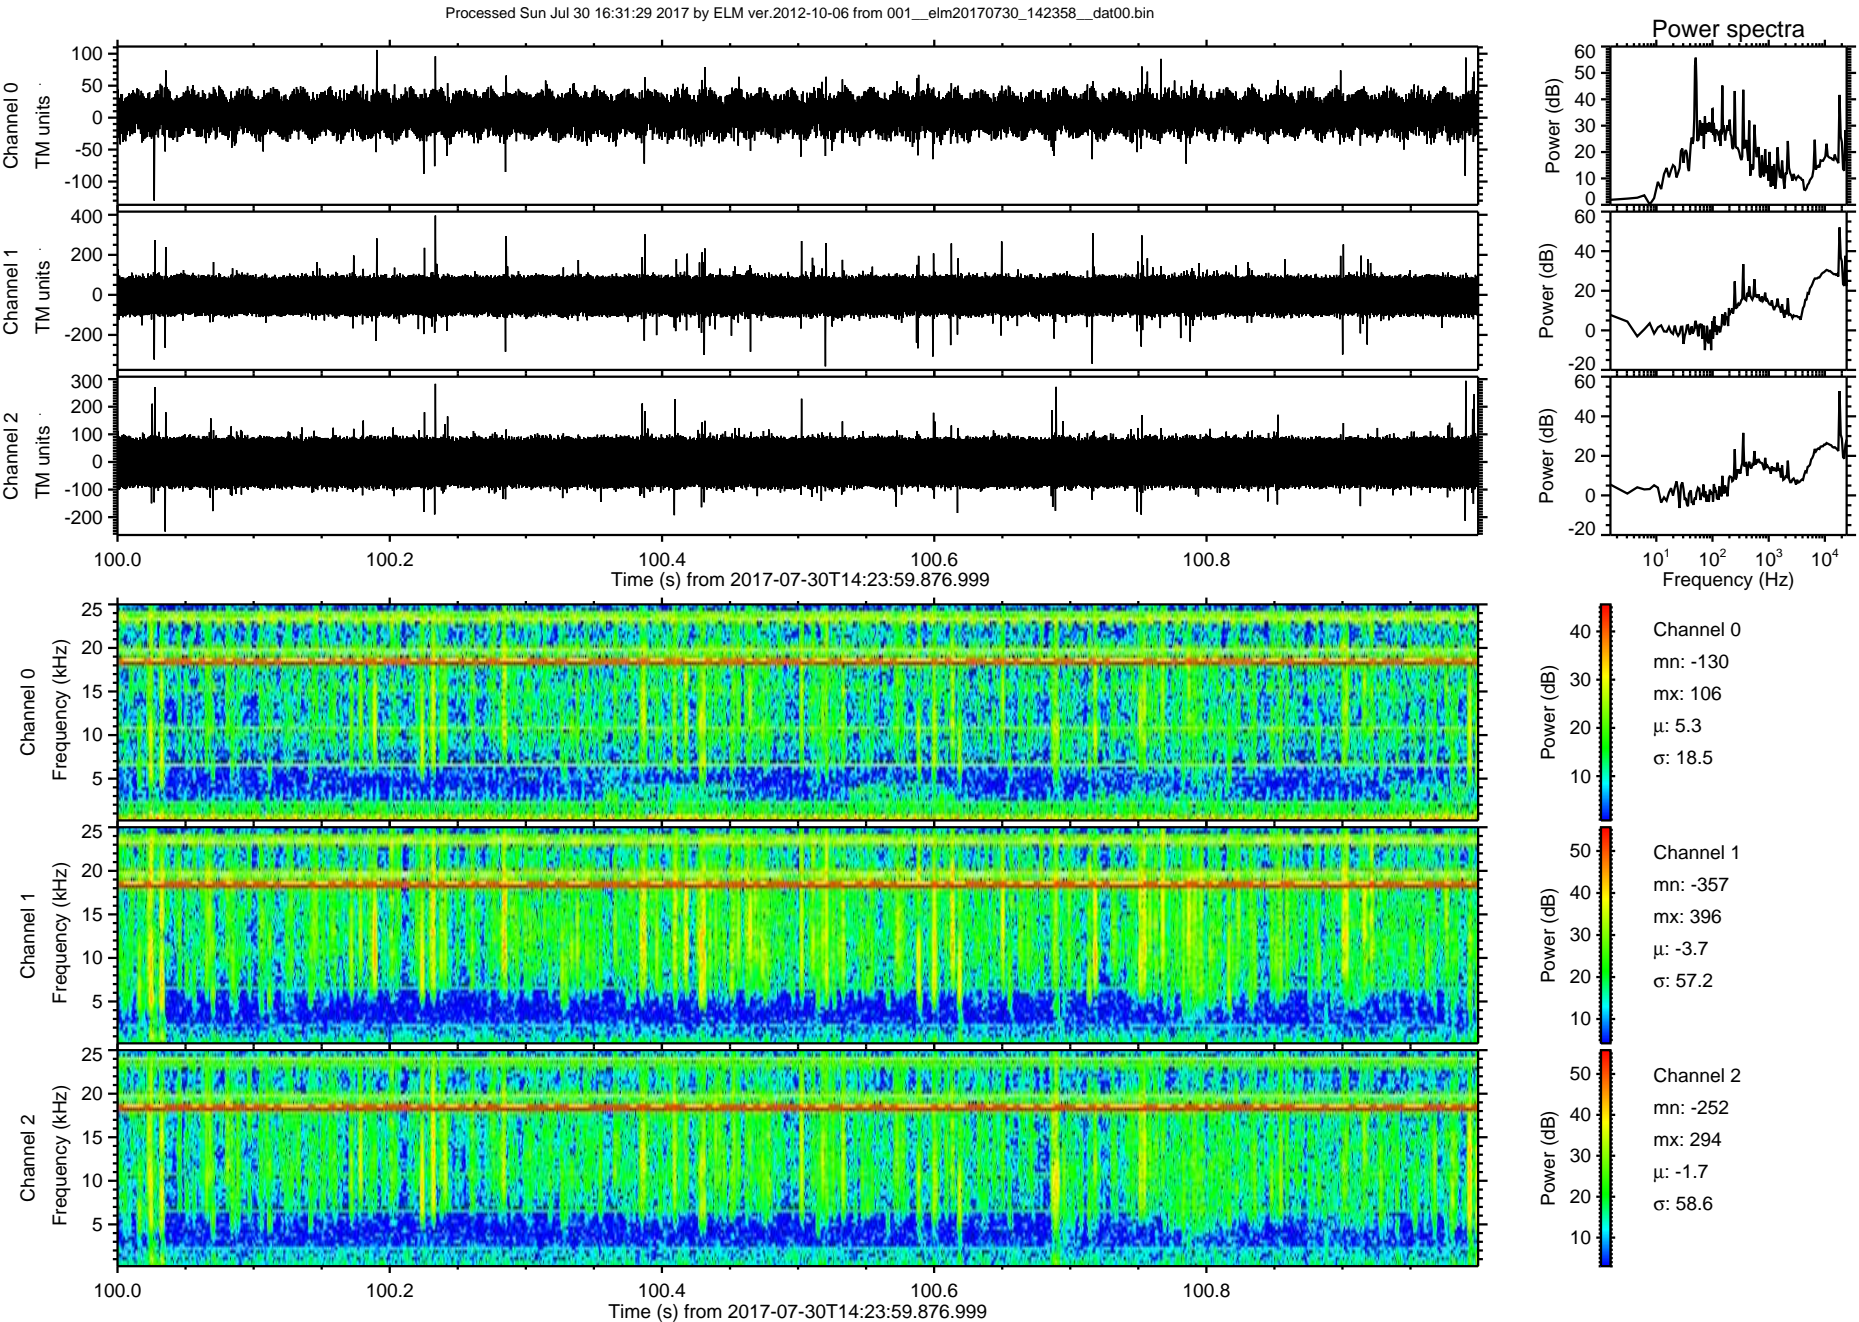 Processed Sun Jul 30 16:31:29 2017 by ELM ver.2012-10-06 from 001__elm20170730_142358__dat00.bin
Power spectra
Channel 0
TM units
100
50
0
-50
-100
Power (dB)
60
50
40
30
20
10
0
Channel 1
TM units
400
200
0
-200
Power (dB)
60
40
20
0
-20
Channel 2
TM units
300
200
100
0
-100
-200
Power (dB)
60
40
20
0
-20
100.0 100.2 100.4 100.6 100.8
Time (s) from 2017-07-30T14:23:59.876.999
10¹ 10² 10³ 10⁴
Frequency (Hz)
Channel 0
Frequency (kHz)
25
20
15
10
5
Power (dB)
40
30
20
10
Channel 0
mn: -130
mx: 106
μ: 5.3
σ: 18.5
Channel 1
Frequency (kHz)
25
20
15
10
5
Power (dB)
50
40
30
20
10
Channel 1
mn: -357
mx: 396
μ: -3.7
σ: 57.2
Channel 2
Frequency (kHz)
25
20
15
10
5
Power (dB)
50
40
30
20
10
Channel 2
mn: -252
mx: 294
μ: -1.7
σ: 58.6
100.0 100.2 100.4 100.6 100.8
Time (s) from 2017-07-30T14:23:59.876.999